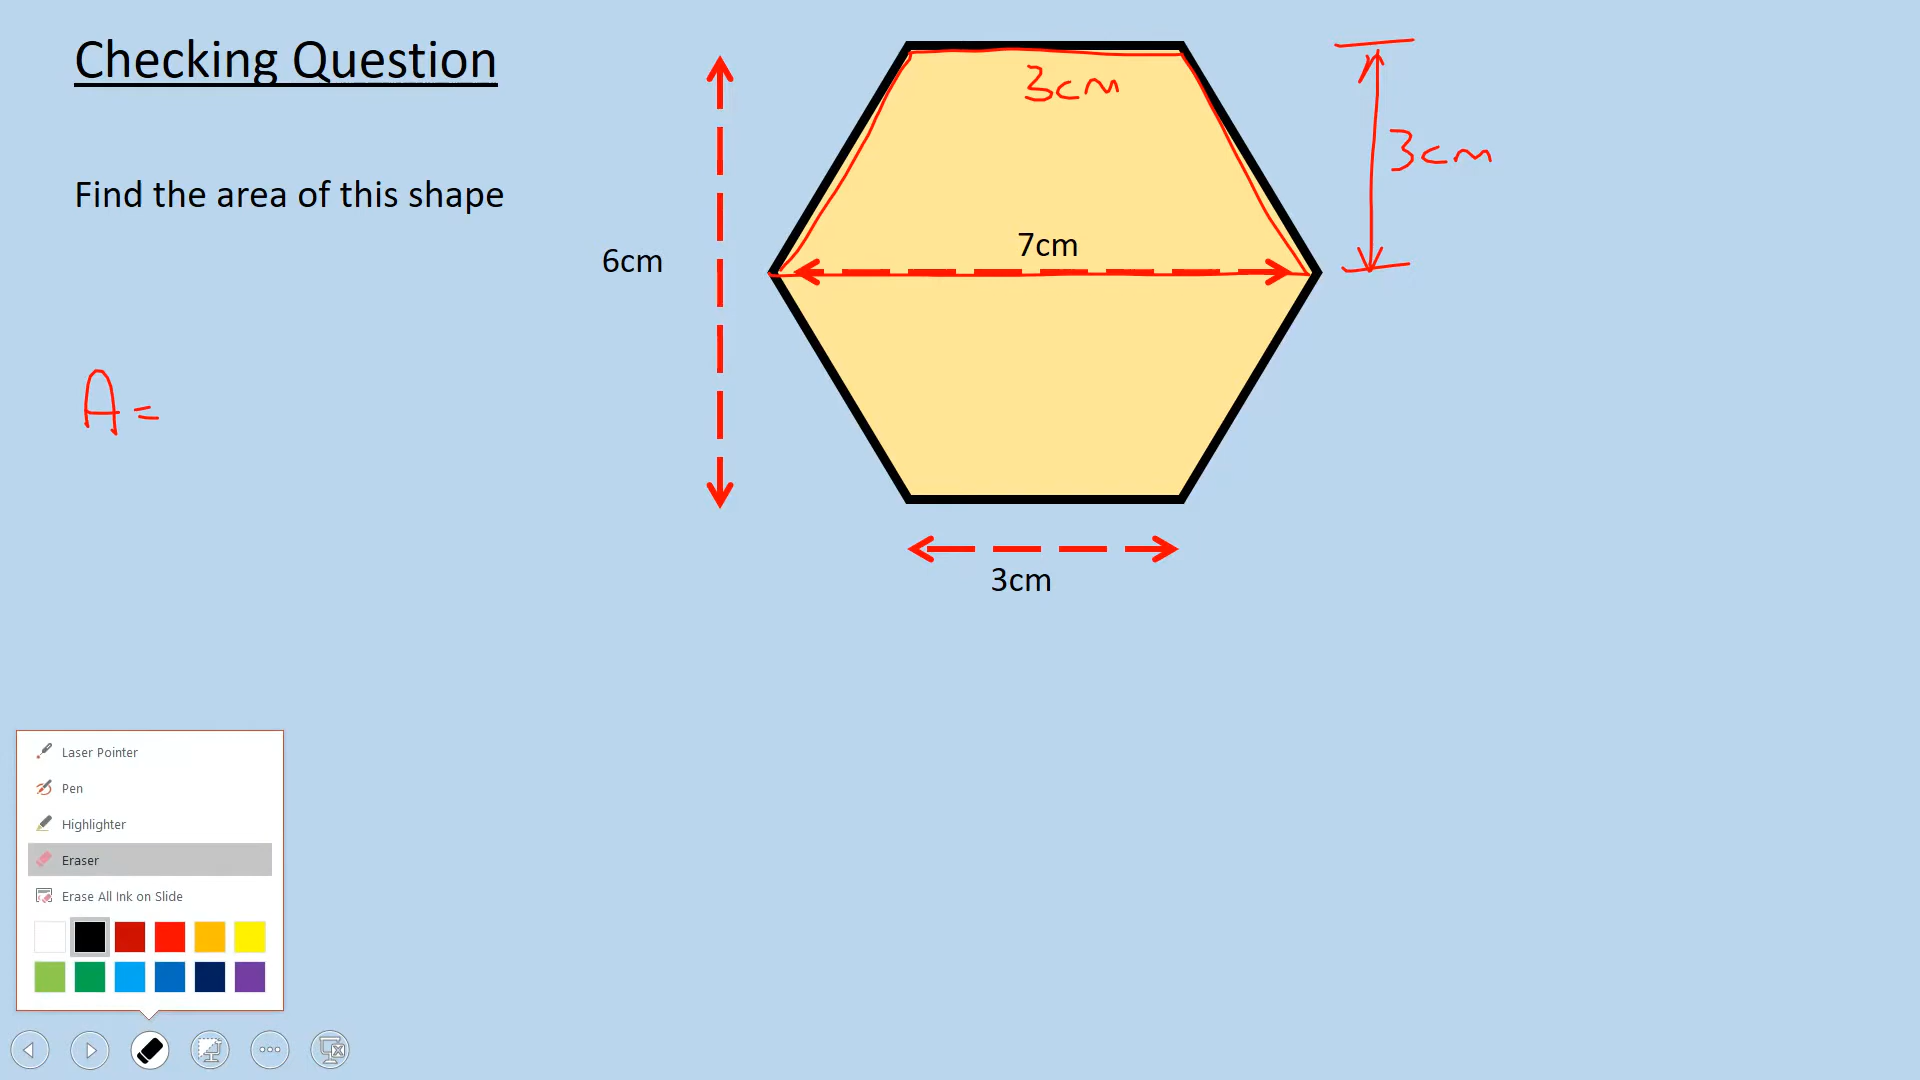 Checking Question
3cm
3cm
Find the area of this shape
7cm
6cm
A=
3cm
Laser Pointer
Pen
Highlighter
Eraser
Erase All Ink on Slide